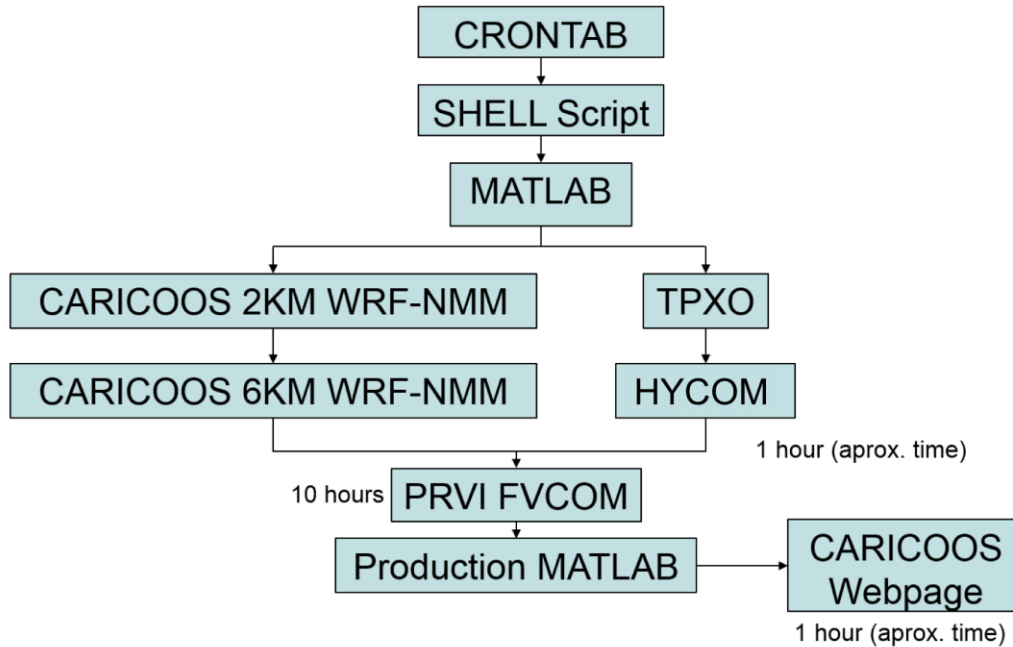 CRONTAB
SHELL Script
MATLAB
CARICOOS 2KM WRF-NMM
TPXO
CARICOOS 6KM WRF-NMM
HYCOM
1 hour (aprox. time)
10 hours
PRVI FVCOM
Production MATLAB
CARICOOS
Webpage
1 hour (aprox. time)